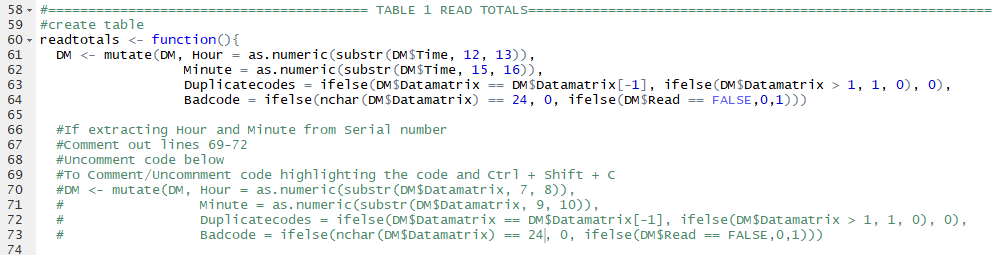 58 #======================================== TABLE 1 READ TOTALS==========================================================
59 #create table
60 readtotals <- function(){
61 DM <- mutate(DM, Hour = as.numeric(substr(DM$Time, 12, 13)),
62 Minute = as.numeric(substr(DM$Time, 15, 16)),
63 Duplicatecodes = ifelse(DM$Datamatrix == DM$Datamatrix[-1], ifelse(DM$Datamatrix > 1, 1, 0), 0),
64 Badcode = ifelse(nchar(DM$Datamatrix) == 24, 0, ifelse(DM$Read == FALSE,0,1)))
65
66 #If extracting Hour and Minute from Serial number
67 #Comment out lines 69-72
68 #Uncomment code below
69 #To Comment/Uncomnment code highlighting the code and Ctrl + Shift + C
70 #DM <- mutate(DM, Hour = as.numeric(substr(DM$Datamatrix, 7, 8)),
71 # Minute = as.numeric(substr(DM$Datamatrix, 9, 10)),
72 # Duplicatecodes = ifelse(DM$Datamatrix == DM$Datamatrix[-1], ifelse(DM$Datamatrix > 1, 1, 0), 0),
73 # Badcode = ifelse(nchar(DM$Datamatrix) == 24, 0, ifelse(DM$Read == FALSE,0,1)))
74